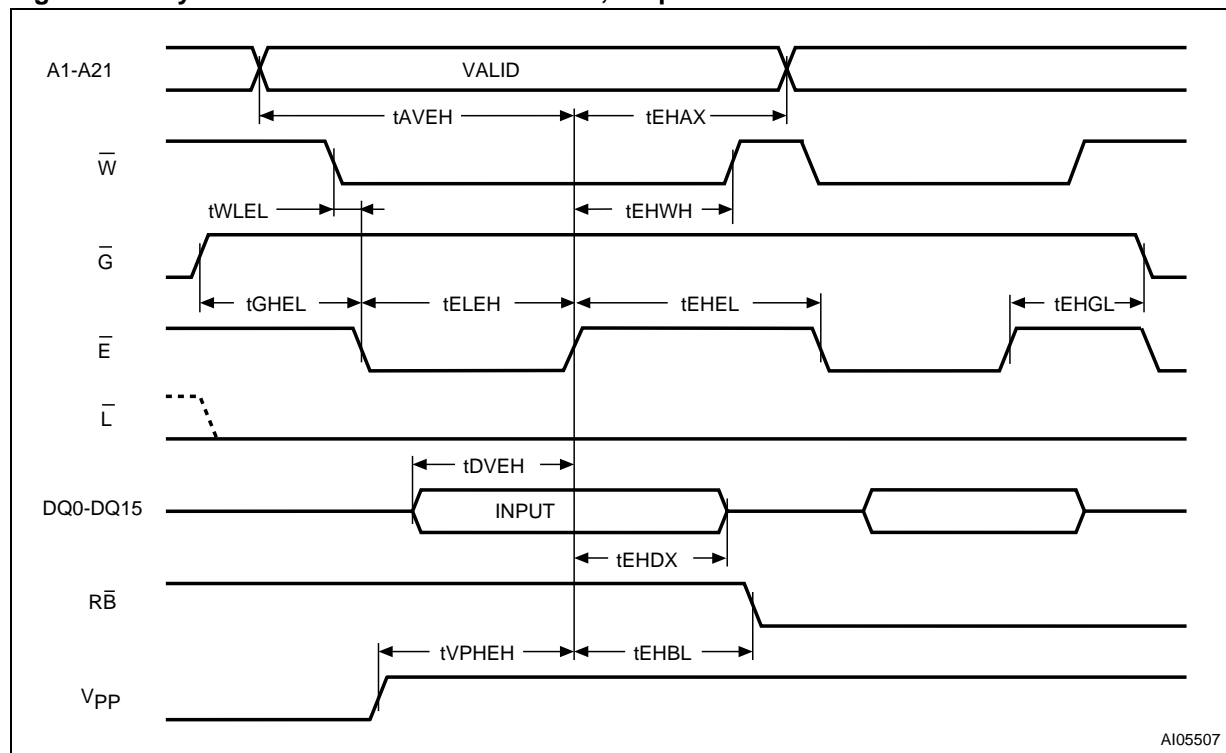 A1-A21
VALID
tAVEH
tEHAX
W̅
tWLEL
tEHWH
G̅
tGHEL
tELEH
tEHEL
tEHGL
E̅
L̅
tDVEH
DQ0-DQ15
INPUT
tEHDX
RB̅
tVPHEH
tEHBL
VPP
AI05507